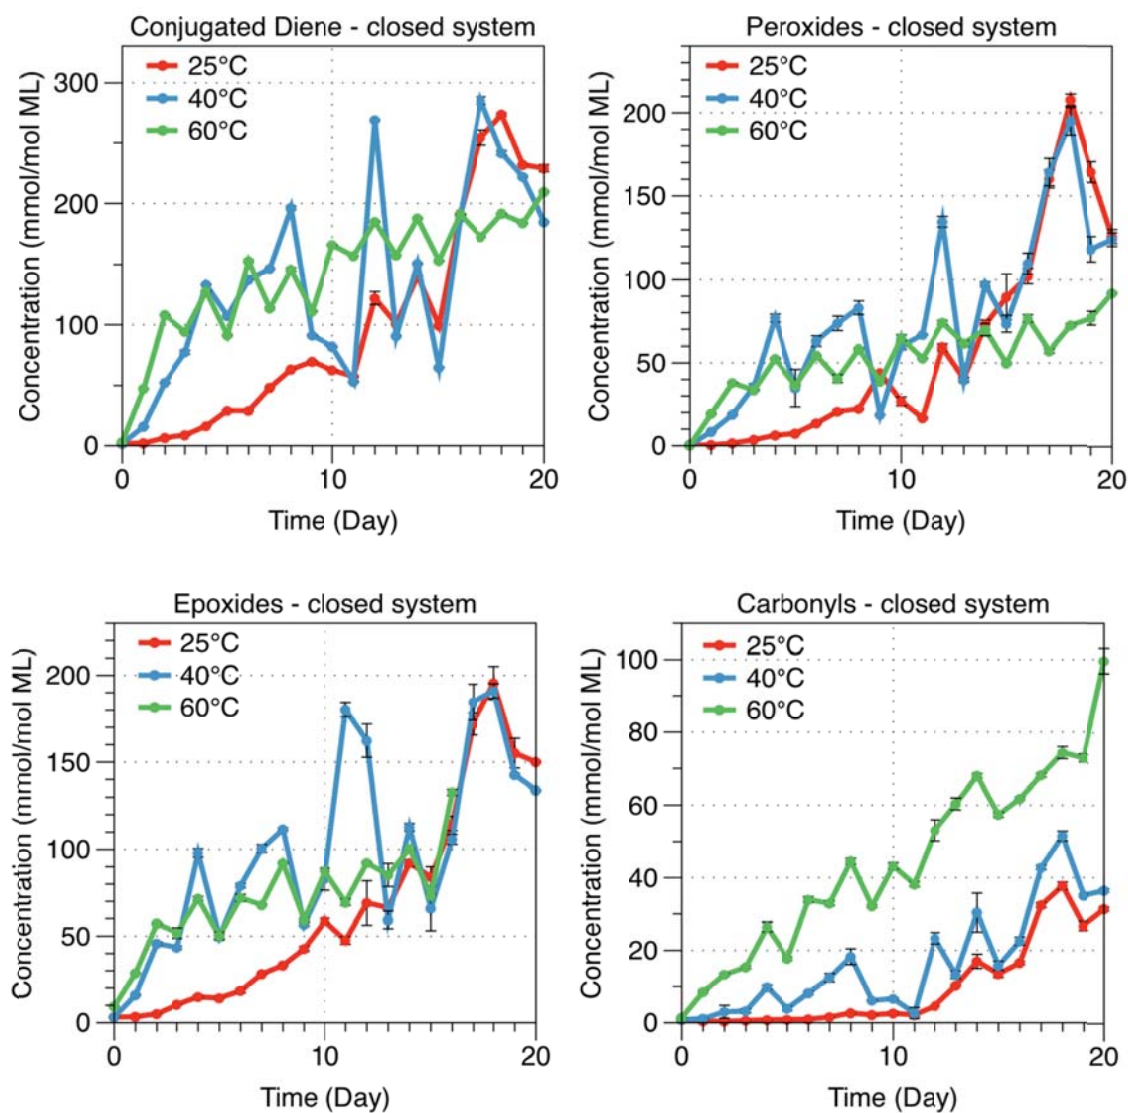 Conjugated Diene - closed system
Concentration (mmol/mol ML)
25°C
40°C
60°C
300
200
100
0
0 10 20
Time (Day)
Peroxides - closed system
Concentration (mmol/mol ML)
25°C
40°C
60°C
200
150
100
50
0
0 10 20
Time (Day)
Epoxides - closed system
Concentration (mmol/mol ML)
25°C
40°C
60°C
200
150
100
50
0
0 10 20
Time (Day)
Carbonyls - closed system
Concentration (mmol/mol ML)
25°C
40°C
60°C
100
80
60
40
20
0
0 10 20
Time (Day)